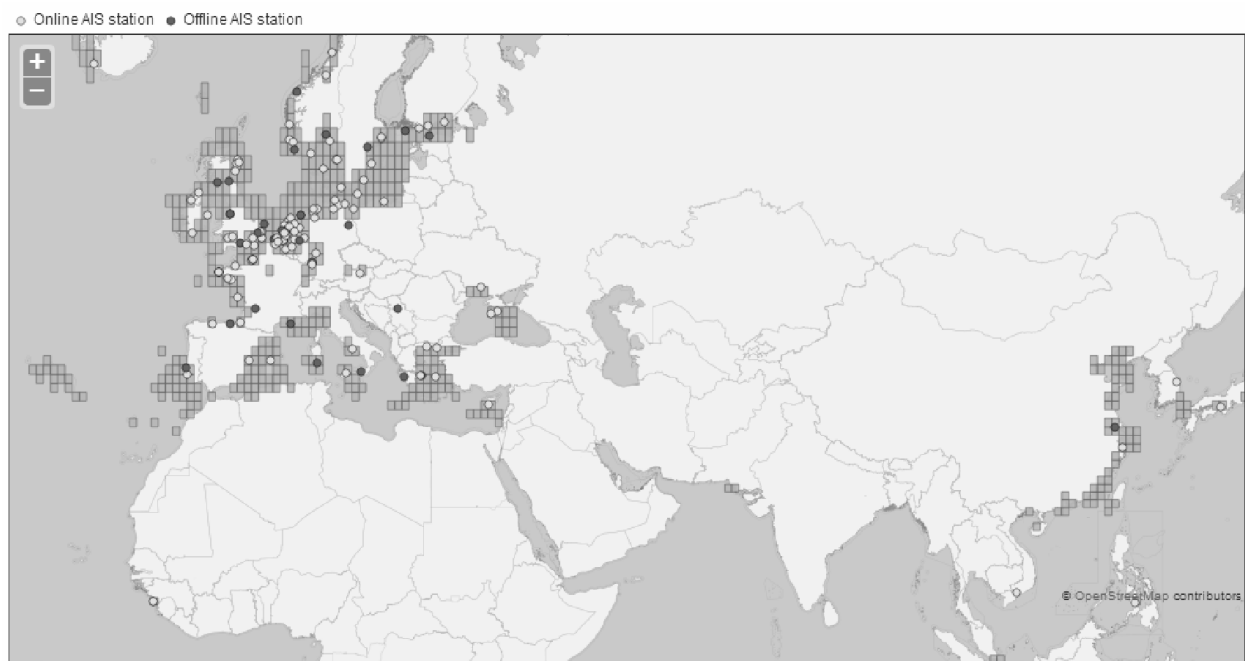 Online AIS station Offline AIS station
+
−
© OpenStreetMap contributors